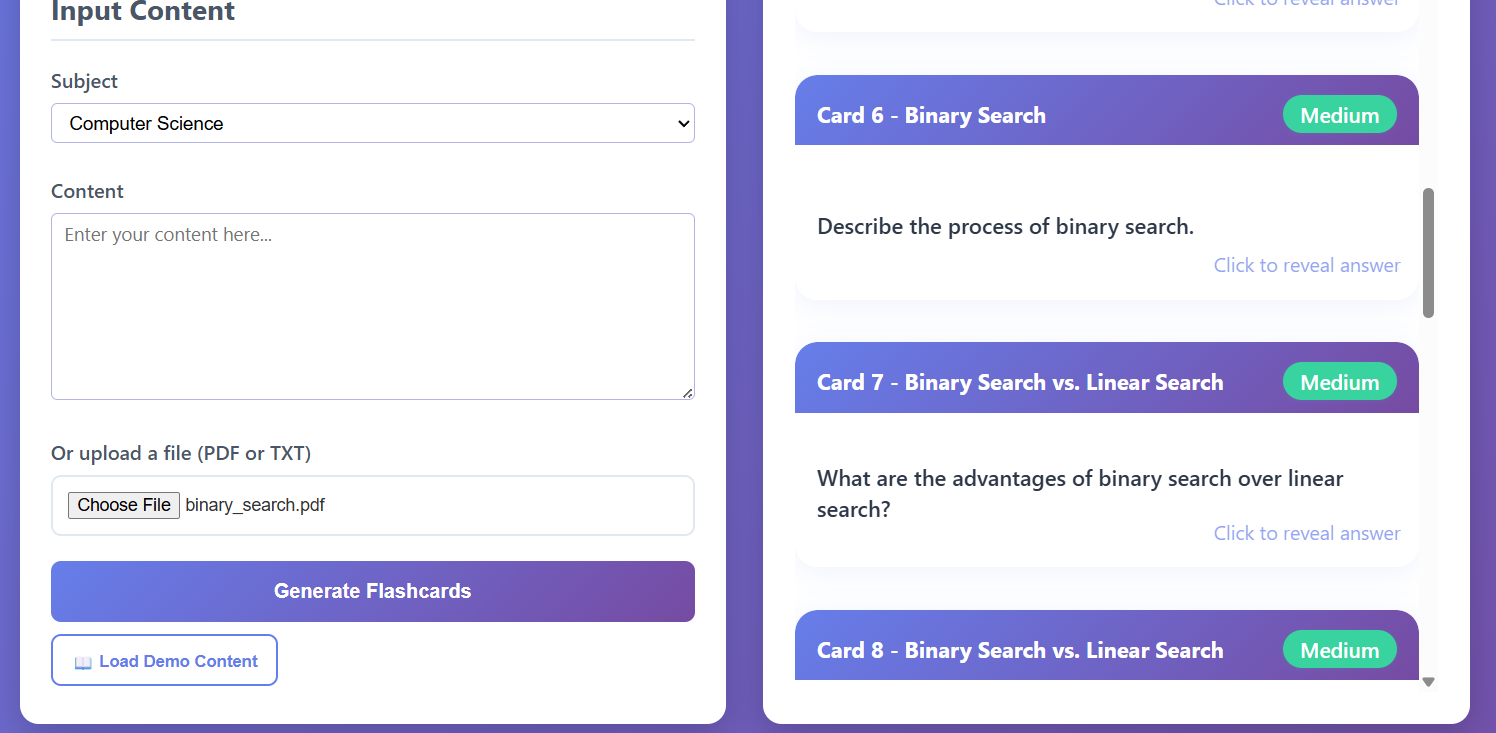 Input Content
Subject
Computer Science
Content
Enter your content here...
Or upload a file (PDF or TXT)
Choose File binary_search.pdf
Generate Flashcards
📖 Load Demo Content
Click to reveal answer
Card 6 - Binary Search
Medium
Describe the process of binary search.
Click to reveal answer
Card 7 - Binary Search vs. Linear Search
Medium
What are the advantages of binary search over linear
search?
Click to reveal answer
Card 8 - Binary Search vs. Linear Search
Medium